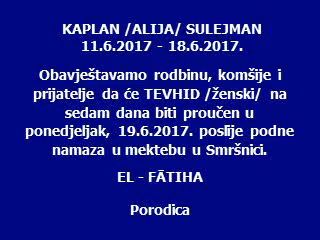 KAPLAN /ALIJA/ SULEJMAN
11.6.2017 - 18.6.2017.
Obavještavamo rodbinu, komšije i
prijatelje da će TEVHID /ženski/ na
sedam dana biti proučen u
ponedjeljak, 19.6.2017. poslije podne
namaza u mektebu u Smršnici.
EL - FĀTIHA
Porodica